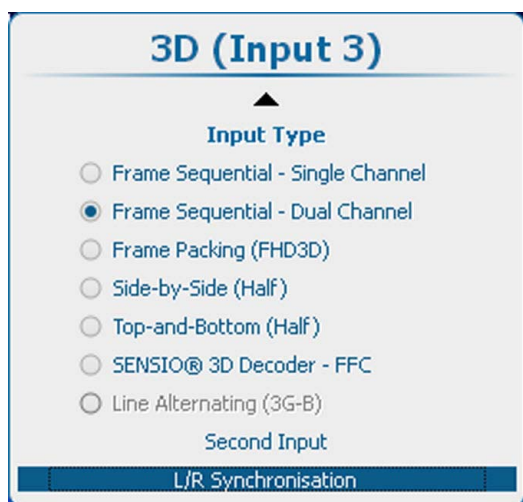 3D (Input 3)
Input Type
Frame Sequential - Single Channel
Frame Sequential - Dual Channel
Frame Packing (FHD3D)
Side-by-Side (Half)
Top-and-Bottom (Half)
SENSIO® 3D Decoder - FFC
Line Alternating (3G-B)
Second Input
L/R Synchronisation